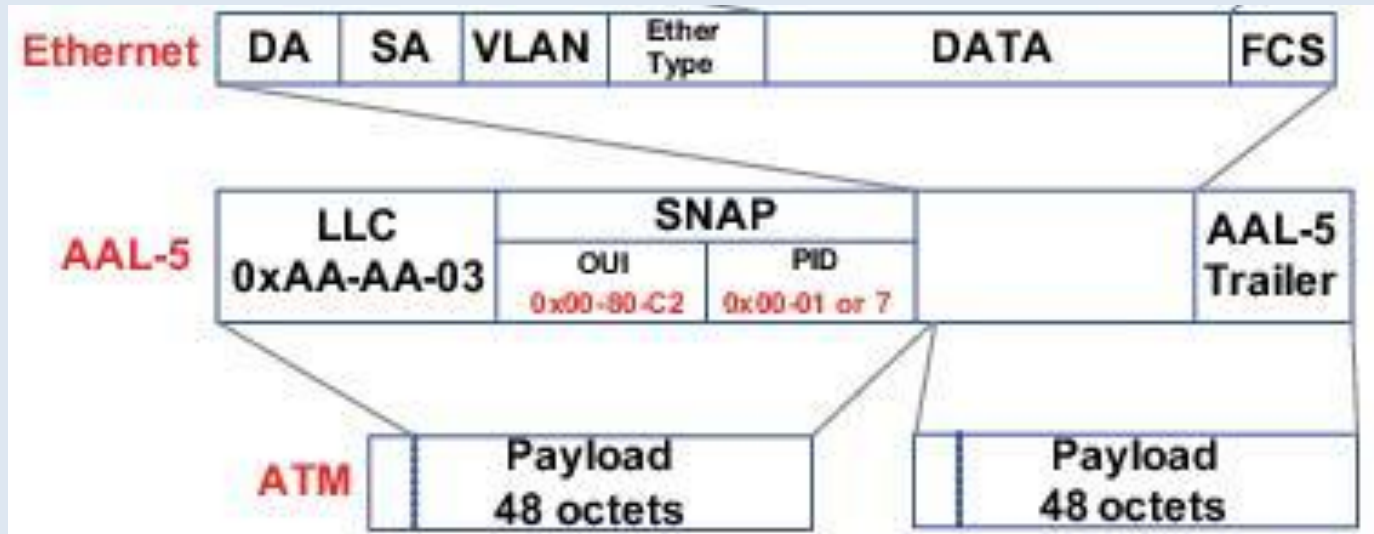 Ethernet DA SA VLAN Ether Type DATA FCS
AAL-5 LLC 0xAA-AA-03 SNAP AAL-5 Trailer
OUI PID
0x00-80-C2 0x00-01 or 7
ATM Payload 48 octets Payload 48 octets